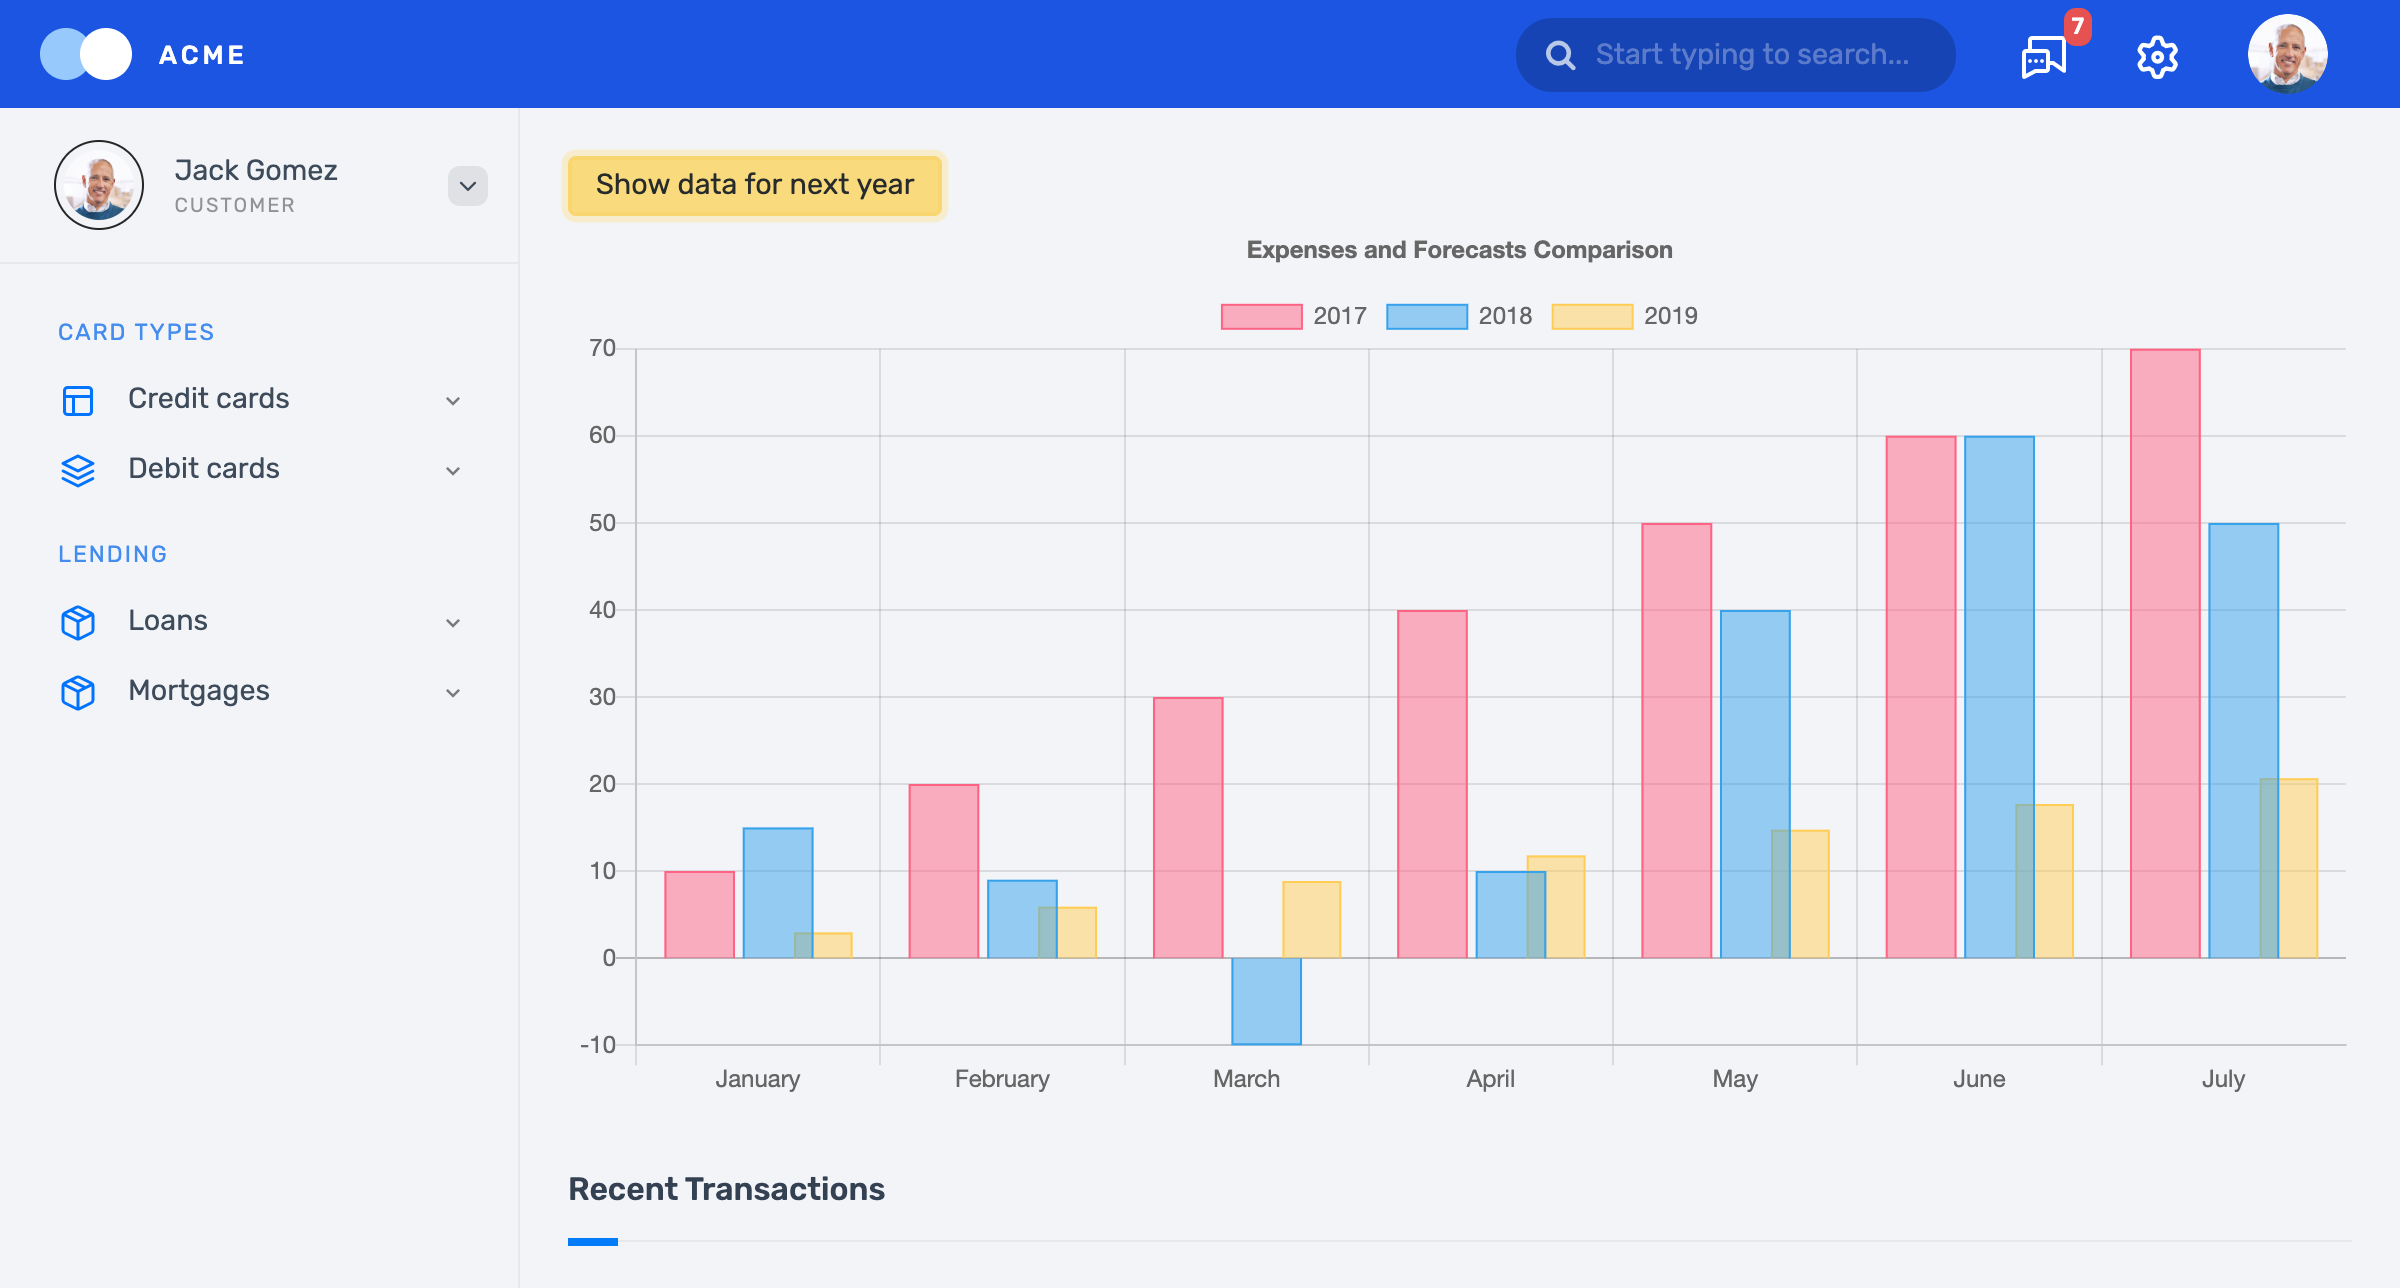 ACME
Start typing to search...
7
Jack Gomez
CUSTOMER
CARD TYPES
Credit cards
Debit cards
LENDING
Loans
Mortgages
Show data for next year
Expenses and Forecasts Comparison
2017 2018 2019
70
60
50
40
30
20
10
0
-10
January February March April May June July
Recent Transactions